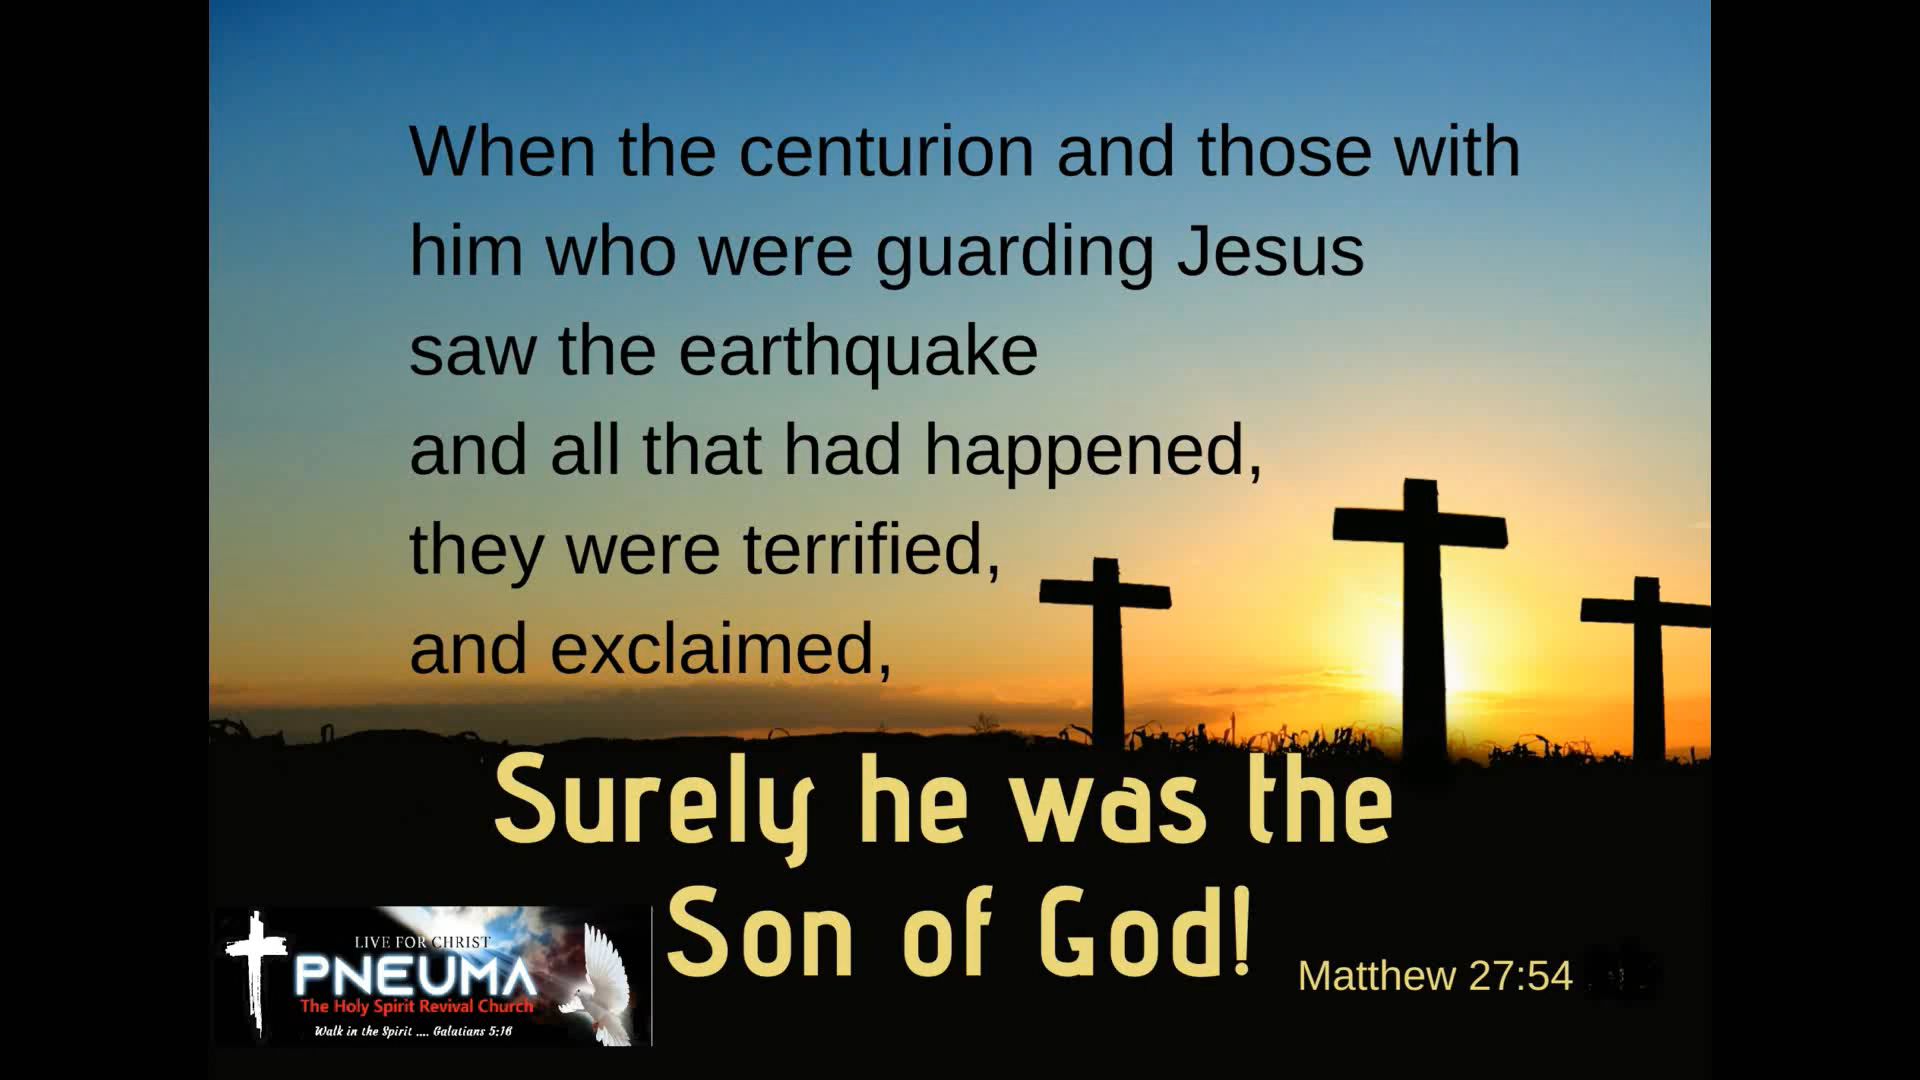 When the centurion and those with
him who were guarding Jesus
saw the earthquake
and all that had happened,
they were terrified,
and exclaimed,
Surely he was the
Son of God!
Matthew 27:54
LIVE FOR CHRIST
PNEUMA
The Holy Spirit Revival Church
Walk in the Spirit .... Galatians 5:16